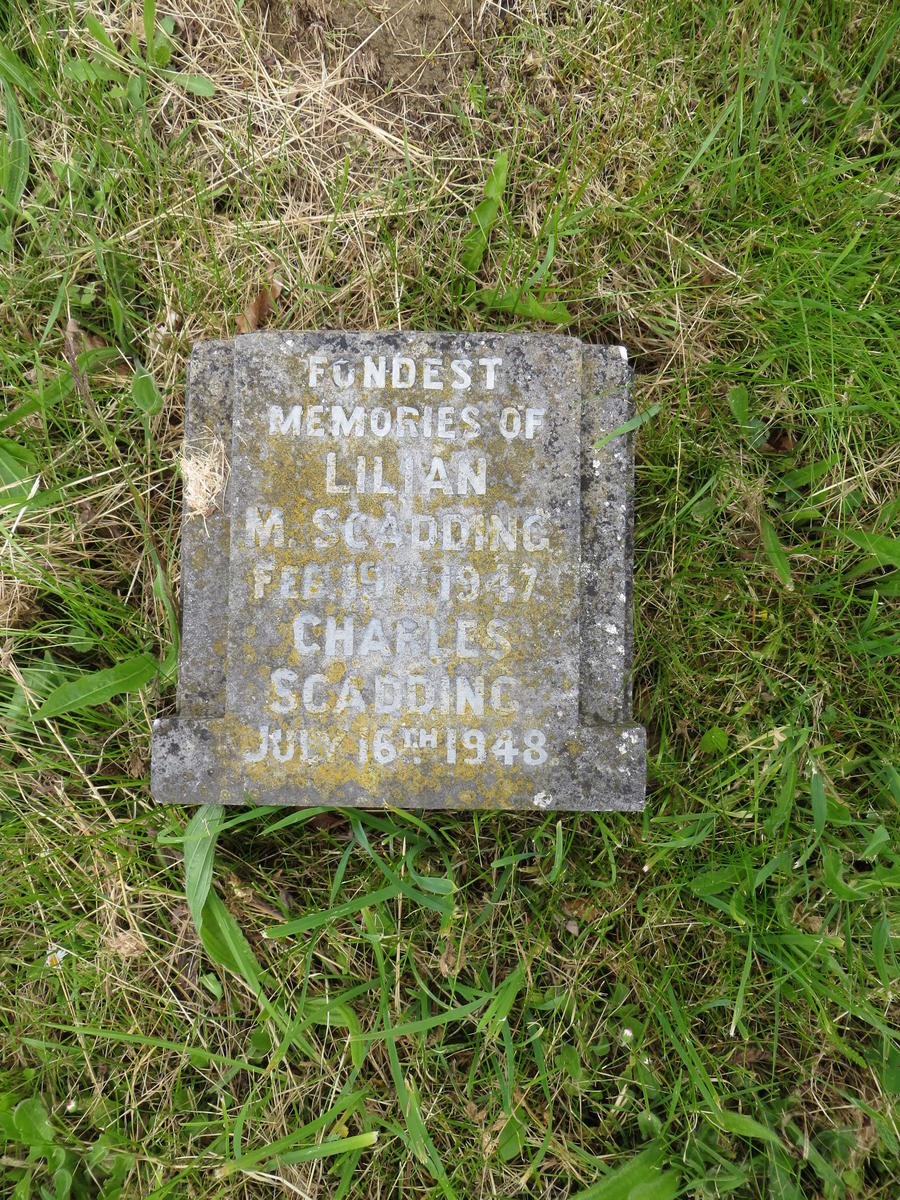 FONDEST
MEMORIES OF
LILIAN
M. SCADDING
FEB. 19TH 1947
CHARLES
SCADDING
JULY 16TH 1948